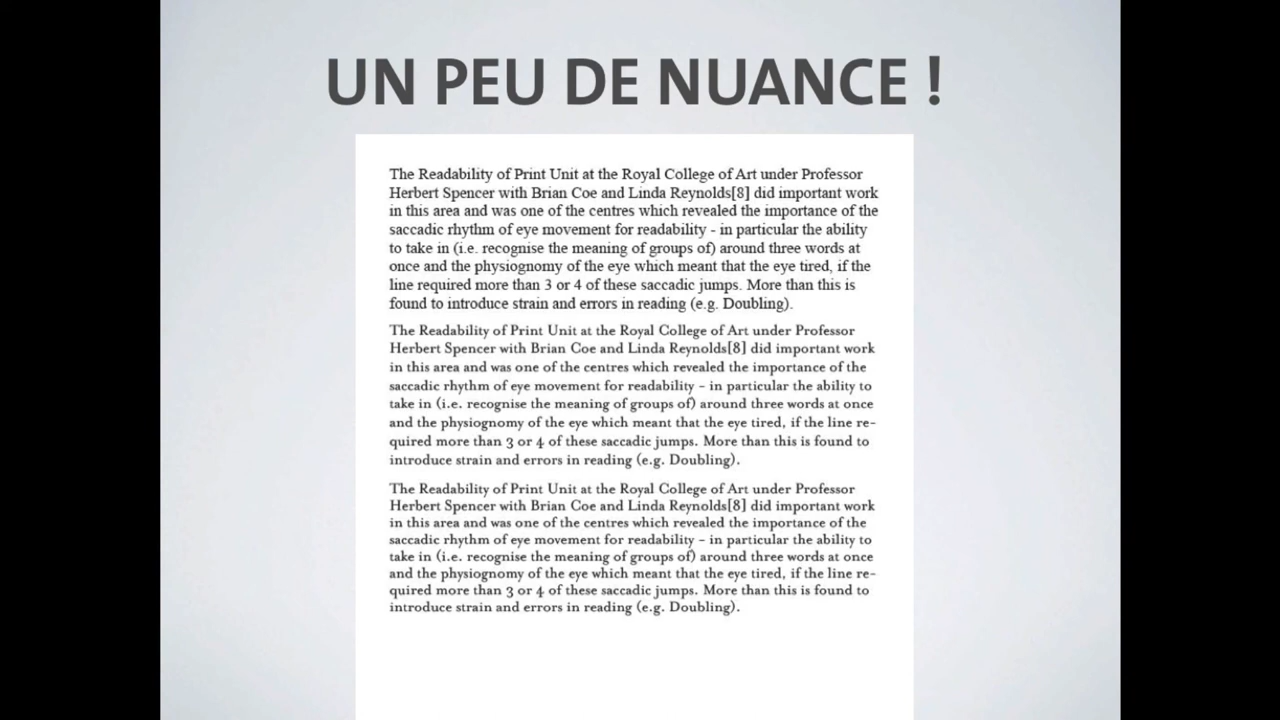 UN PEU DE NUANCE !
The Readability of Print Unit at the Royal College of Art under Professor
Herbert Spencer with Brian Coe and Linda Reynolds[8] did important work
in this area and was one of the centres which revealed the importance of the
saccadic rhythm of eye movement for readability - in particular the ability
to take in (i.e. recognise the meaning of groups of) around three words at
once and the physiognomy of the eye which meant that the eye tired, if the
line required more than 3 or 4 of these saccadic jumps. More than this is
found to introduce strain and errors in reading (e.g. Doubling).
The Readability of Print Unit at the Royal College of Art under Professor
Herbert Spencer with Brian Coe and Linda Reynolds[8] did important work
in this area and was one of the centres which revealed the importance of the
saccadic rhythm of eye movement for readability – in particular the ability to
take in (i.e. recognise the meaning of groups of) around three words at once
and the physiognomy of the eye which meant that the eye tired, if the line re-
quired more than 3 or 4 of these saccadic jumps. More than this is found to
introduce strain and errors in reading (e.g. Doubling).
The Readability of Print Unit at the Royal College of Art under Professor
Herbert Spencer with Brian Coe and Linda Reynolds[8] did important work
in this area and was one of the centres which revealed the importance of the
saccadic rhythm of eye movement for readability – in particular the ability to
take in (i.e. recognise the meaning of groups of) around three words at once
and the physiognomy of the eye which meant that the eye tired, if the line re-
quired more than 3 or 4 of these saccadic jumps. More than this is found to
introduce strain and errors in reading (e.g. Doubling).